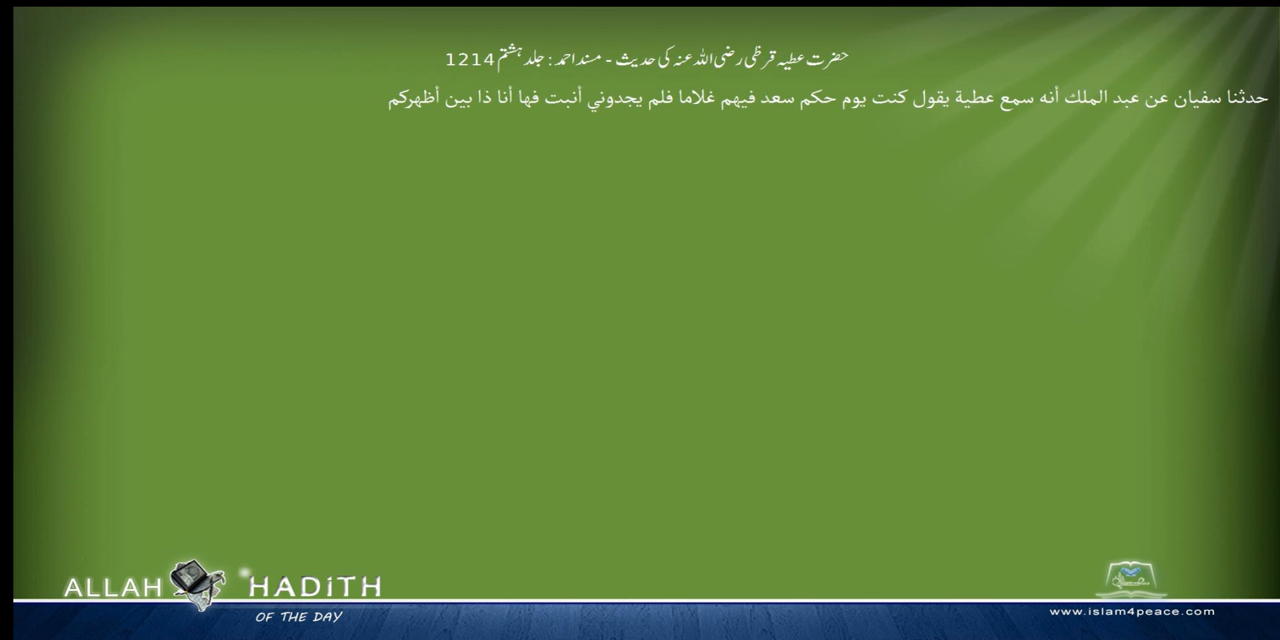 حضرت عطیہ قرظی رضی اللہ عنہ کی حدیث - مسند احمد : جلد ہشتم 1214
حدثنا سفيان عن عبد الملك أنه سمع عطية يقول كنت يوم حكم سعد فيهم غلاما فلم يجدوني أنبت فها أنا ذا بين أظهركم
ALLAH HADITH
OF THE DAY
www.islam4peace.com